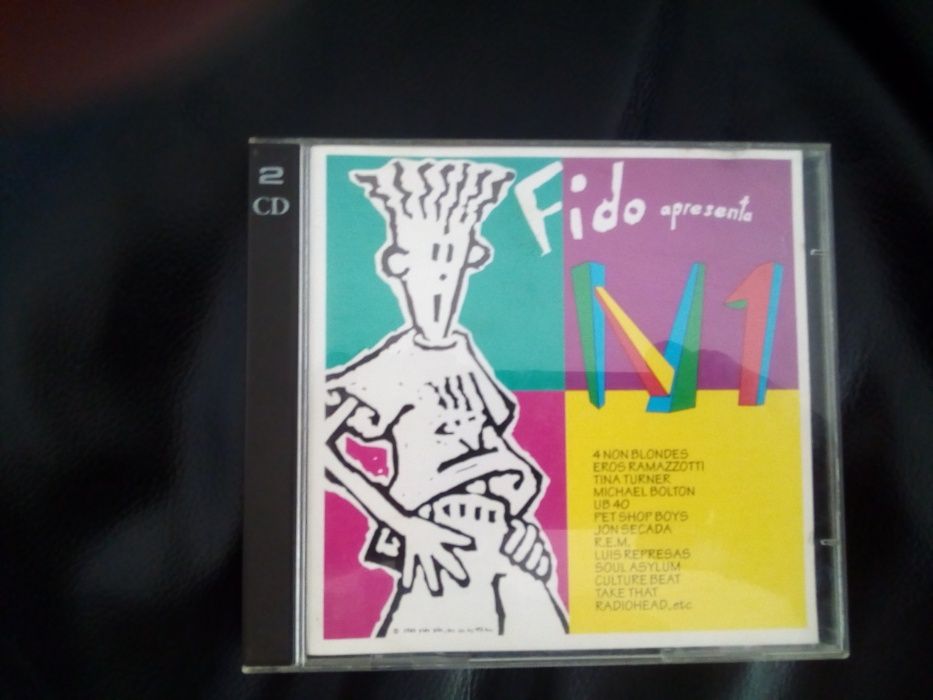 2
CD
Fido apresenta
N1
4 NON BLONDES
EROS RAMAZZOTTI
TINA TURNER
MICHAEL BOLTON
UB 40
PET SHOP BOYS
JON SECADA
R.E.M.
LUIS REPRESAS
SOUL ASYLUM
CULTURE BEAT
TAKE THAT
RADIOHEAD, etc